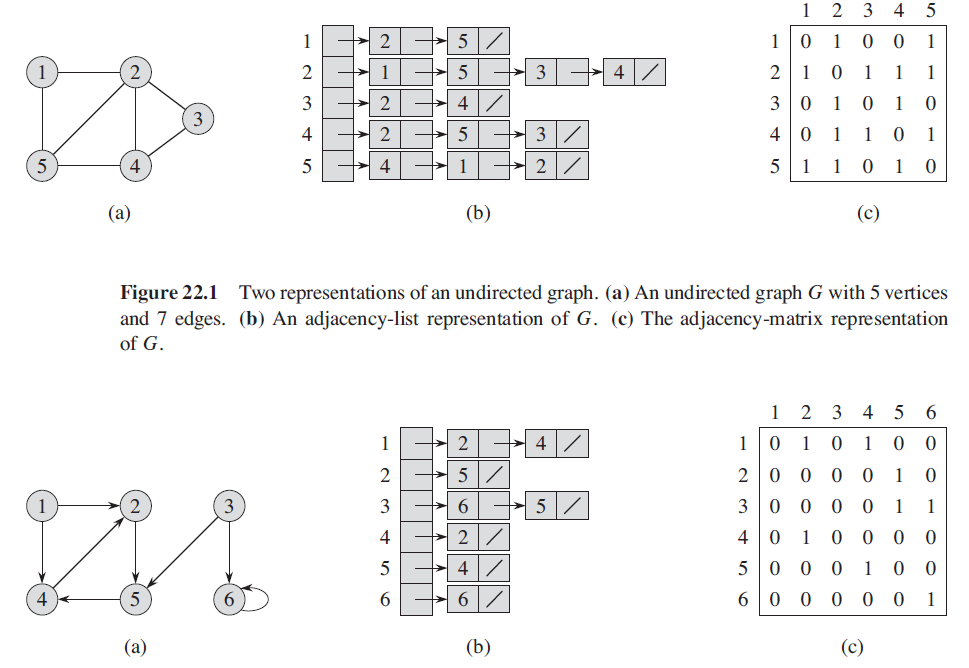 1 2
3
5 4
(a)
1 2 5
2 1 5 3 4
3 2 4
4 2 5 3
5 4 1 2
(b)
1 2 3 4 5
1 0 1 0 0 1
2 1 0 1 1 1
3 0 1 0 1 0
4 0 1 1 0 1
5 1 1 0 1 0
(c)
Figure 22.1 Two representations of an undirected graph. (a) An undirected graph G with 5 vertices
and 7 edges. (b) An adjacency-list representation of G. (c) The adjacency-matrix representation
of G.
1 2 3
4 5 6
(a)
1 2 4
2 5
3 6 5
4 2
5 4
6 6
(b)
1 2 3 4 5 6
1 0 1 0 1 0 0
2 0 0 0 0 1 0
3 0 0 0 0 1 1
4 0 1 0 0 0 0
5 0 0 0 1 0 0
6 0 0 0 0 0 1
(c)